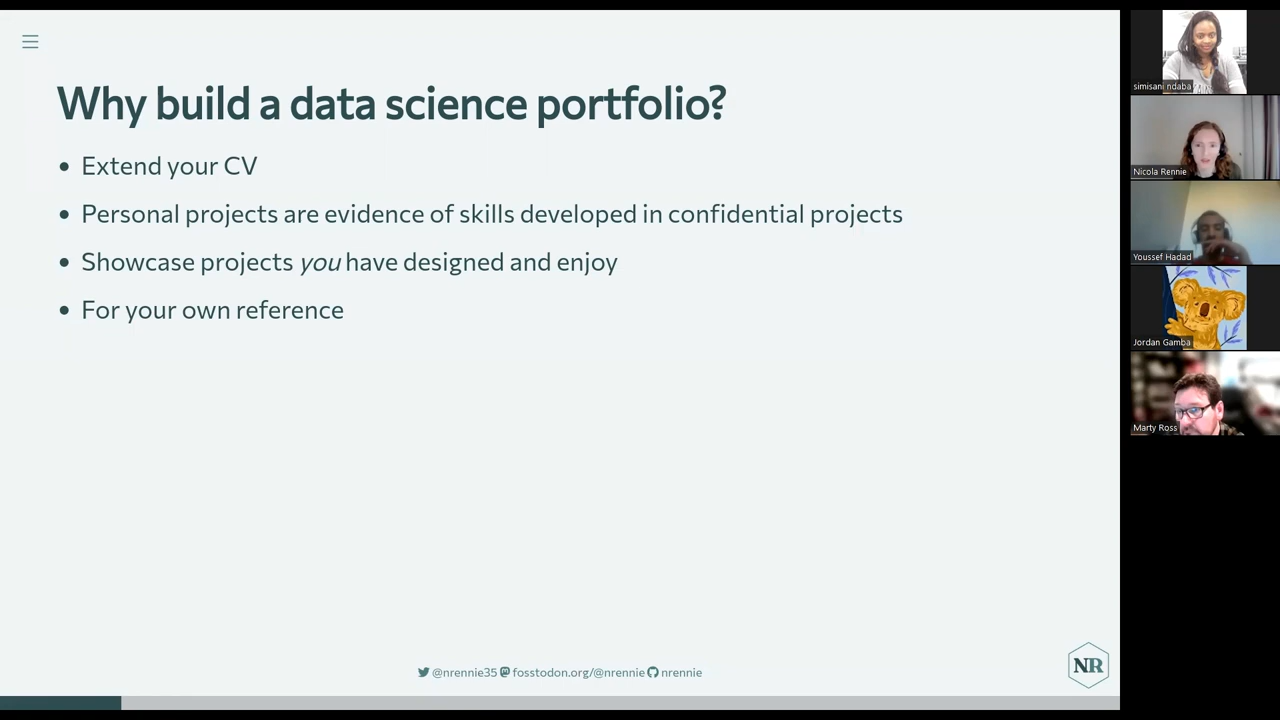 Why build a data science portfolio?
• Extend your CV
• Personal projects are evidence of skills developed in confidential projects
• Showcase projects you have designed and enjoy
• For your own reference
@nrennie35 fosstodon.org/@nrennie nrennie
NR
simisani ndaba
Nicola Rennie
Youssef Hadad
Jordan Gamba
Marty Ross